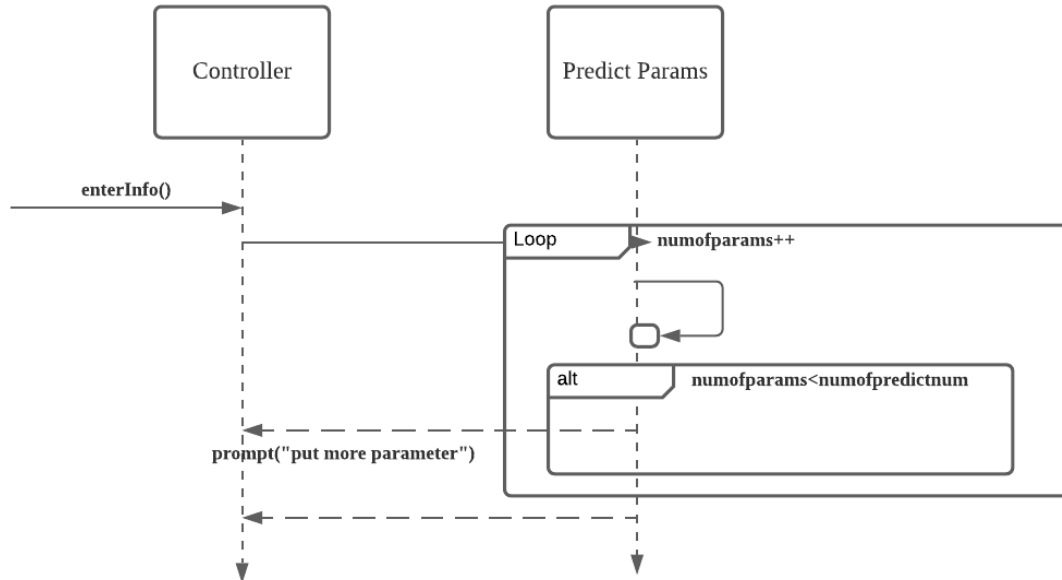 Controller
Predict Params
enterInfo()
Loop
numofparams++
alt
numofparams<numofpredictnum
prompt("put more parameter")